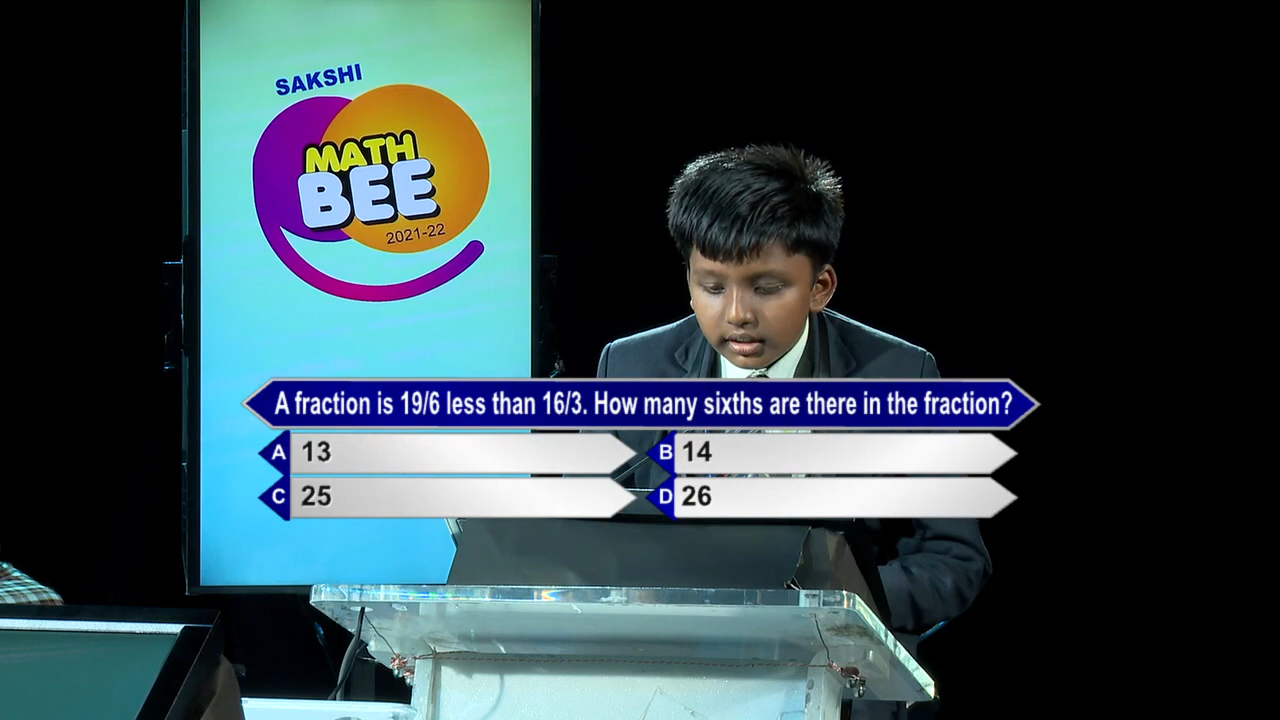 SAKSHI
MATH
BEE
2021-22
A fraction is 19/6 less than 16/3. How many sixths are there in the fraction?
A 13
B 14
C 25
D 26